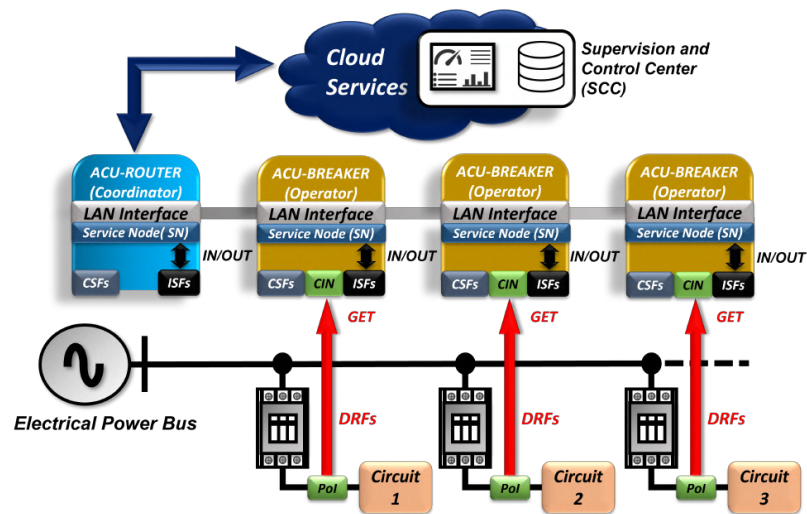 Cloud
Services
Supervision and
Control Center
(SCC)
ACU-ROUTER
(Coordinator)
LAN Interface
Service Node( SN)
IN/OUT
CSFs
ISFs
ACU-BREAKER
(Operator)
LAN Interface
Service Node (SN)
IN/OUT
CSFs
CIN
ISFs
ACU-BREAKER
(Operator)
LAN Interface
Service Node (SN)
IN/OUT
CSFs
CIN
ISFs
ACU-BREAKER
(Operator)
LAN Interface
Service Node (SN)
IN/OUT
CSFs
CIN
ISFs
GET
GET
GET
Electrical Power Bus
DRFs
DRFs
DRFs
PoI
Circuit
1
PoI
Circuit
2
PoI
Circuit
3